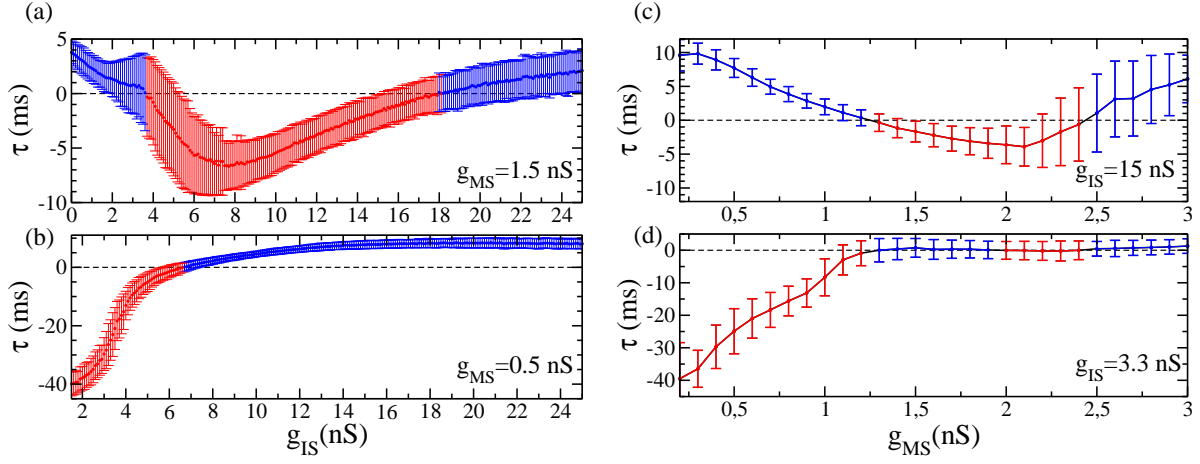 (a)
5
0
-5
-10
τ (ms)
g_MS=1.5 nS
0 2 4 6 8 10 12 14 16 18 20 22 24
(b)
0
-20
-40
τ (ms)
g_MS=0.5 nS
2 4 6 8 10 12 14 16 18 20 22 24
g_IS(nS)
(c)
10
5
0
-5
-10
τ (ms)
g_IS=15 nS
0,5 1 1,5 2 2,5 3
(d)
0
-10
-20
-30
-40
τ (ms)
g_IS=3.3 nS
0,5 1 1,5 2 2,5 3
g_MS(nS)